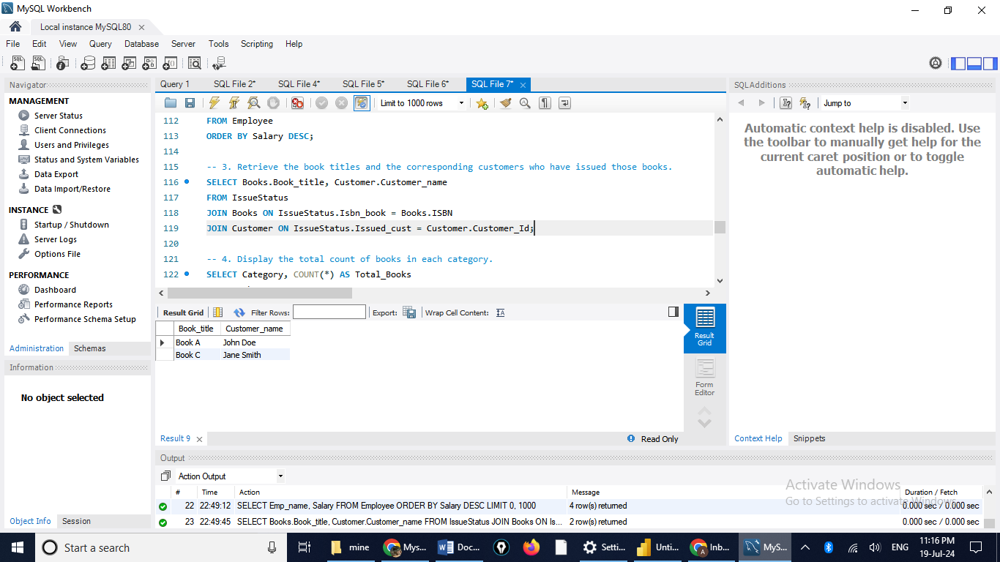 MySQL Workbench
Local instance MySQL80
File Edit View Query Database Server Tools Scripting Help
Navigator
MANAGEMENT
Server Status
Client Connections
Users and Privileges
Status and System Variables
Data Export
Data Import/Restore
INSTANCE
Startup / Shutdown
Server Logs
Options File
PERFORMANCE
Dashboard
Performance Reports
Performance Schema Setup
Administration Schemas
Information
No object selected
Object Info Session
Query 1 SQL File 2* SQL File 4* SQL File 5* SQL File 6* SQL File 7*
Limit to 1000 rows
112 FROM Employee
113 ORDER BY Salary DESC;
114
115 -- 3. Retrieve the book titles and the corresponding customers who have issued those books.
116 SELECT Books.Book_title, Customer.Customer_name
117 FROM IssueStatus
118 JOIN Books ON IssueStatus.Isbn_book = Books.ISBN
119 JOIN Customer ON IssueStatus.Issued_cust = Customer.Customer_Id;
120
121 -- 4. Display the total count of books in each category.
122 SELECT Category, COUNT(*) AS Total_Books
Result Grid Filter Rows: Export: Wrap Cell Content:
Book_title Customer_name
Book A John Doe
Book C Jane Smith
Result Grid
Form Editor
Result 9 Read Only
SQLAdditions
Jump to
Automatic context help is disabled. Use
the toolbar to manually get help for the
current caret position or to toggle
automatic help.
Context Help Snippets
Output
Action Output
# Time Action Message Duration / Fetch
22 22:49:12 SELECT Emp_name, Salary FROM Employee ORDER BY Salary DESC LIMIT 0, 1000 4 row(s) returned 0.000 sec / 0.000 sec
23 22:49:45 SELECT Books.Book_title, Customer.Customer_name FROM IssueStatus JOIN Books ON Is... 2 row(s) returned 0.000 sec / 0.000 sec
Activate Windows
Go to Settings to activate Windows.
Start a search
mine Mys... Doc... Setti... Unti... Inb... MyS... ENG
11:16 PM
19-Jul-24